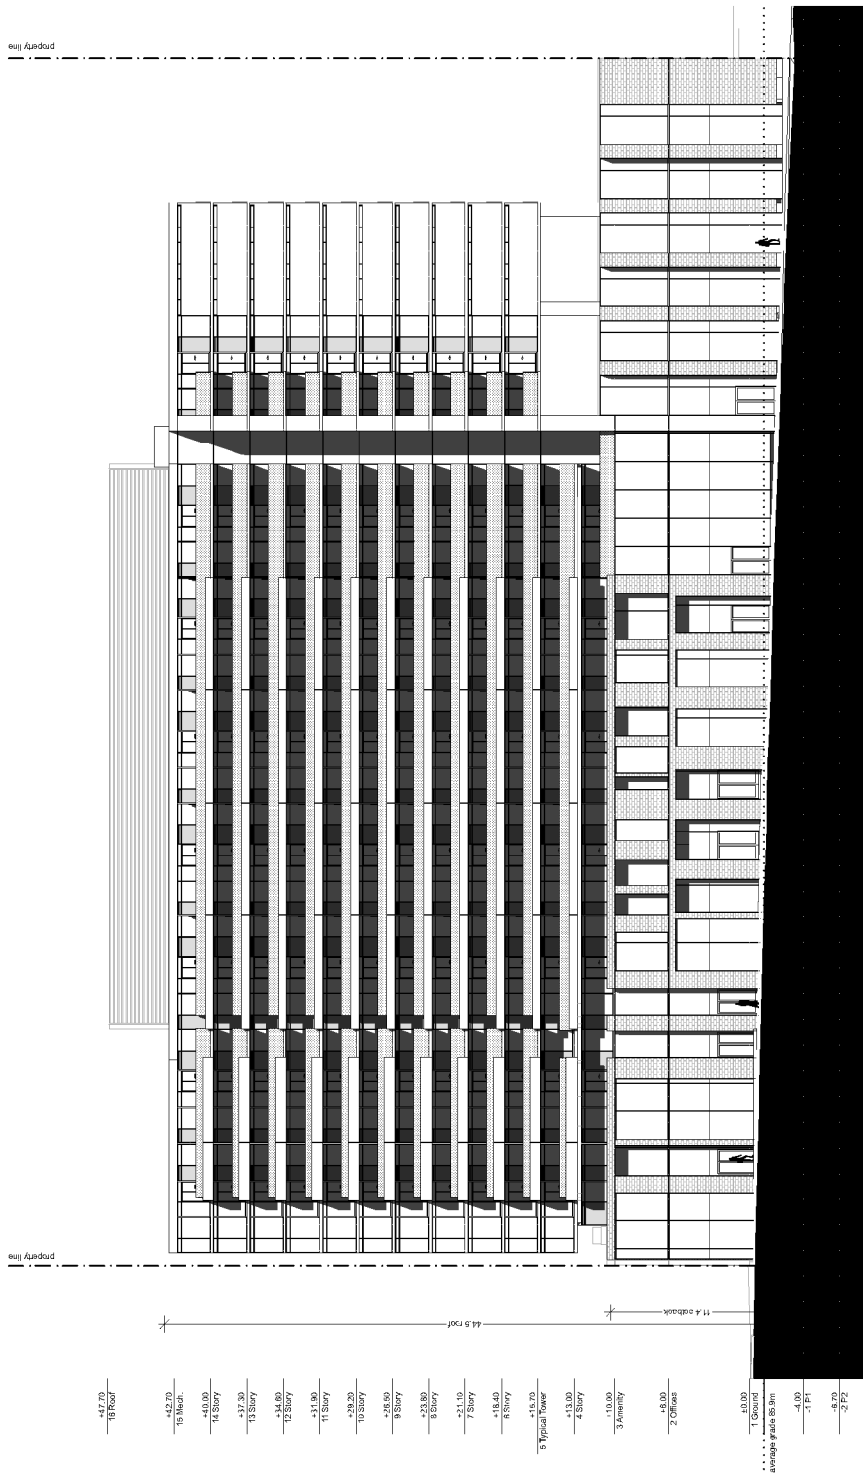 property line
property line
44.5 roof
11.4 setback
+47.70
16 Roof
+42.70
15 Mech.
+40.00
14 Story
+37.30
13 Story
+34.60
12 Story
+31.90
11 Story
+29.20
10 Story
+26.50
9 Story
+23.80
8 Story
+21.10
7 Story
+18.40
6 Story
+15.70
5 Typical Tower
+13.00
4 Story
+10.00
3 Amenity
+6.00
2 Offices
±0.00
1 Ground
average grade 85.9m
-4.00
-1 P1
-6.70
-2 P2